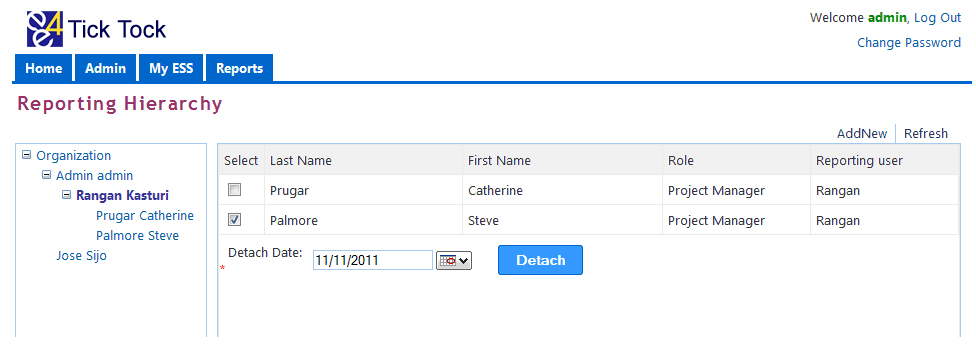 e4e Tick Tock
Welcome admin, Log Out
Change Password
Home Admin My ESS Reports
Reporting Hierarchy
AddNew Refresh
Organization
Admin admin
Rangan Kasturi
Prugar Catherine
Palmore Steve
Jose Sijo
Select Last Name First Name Role Reporting user
Prugar Catherine Project Manager Rangan
Palmore Steve Project Manager Rangan
Detach Date: 11/11/2011 Detach
*